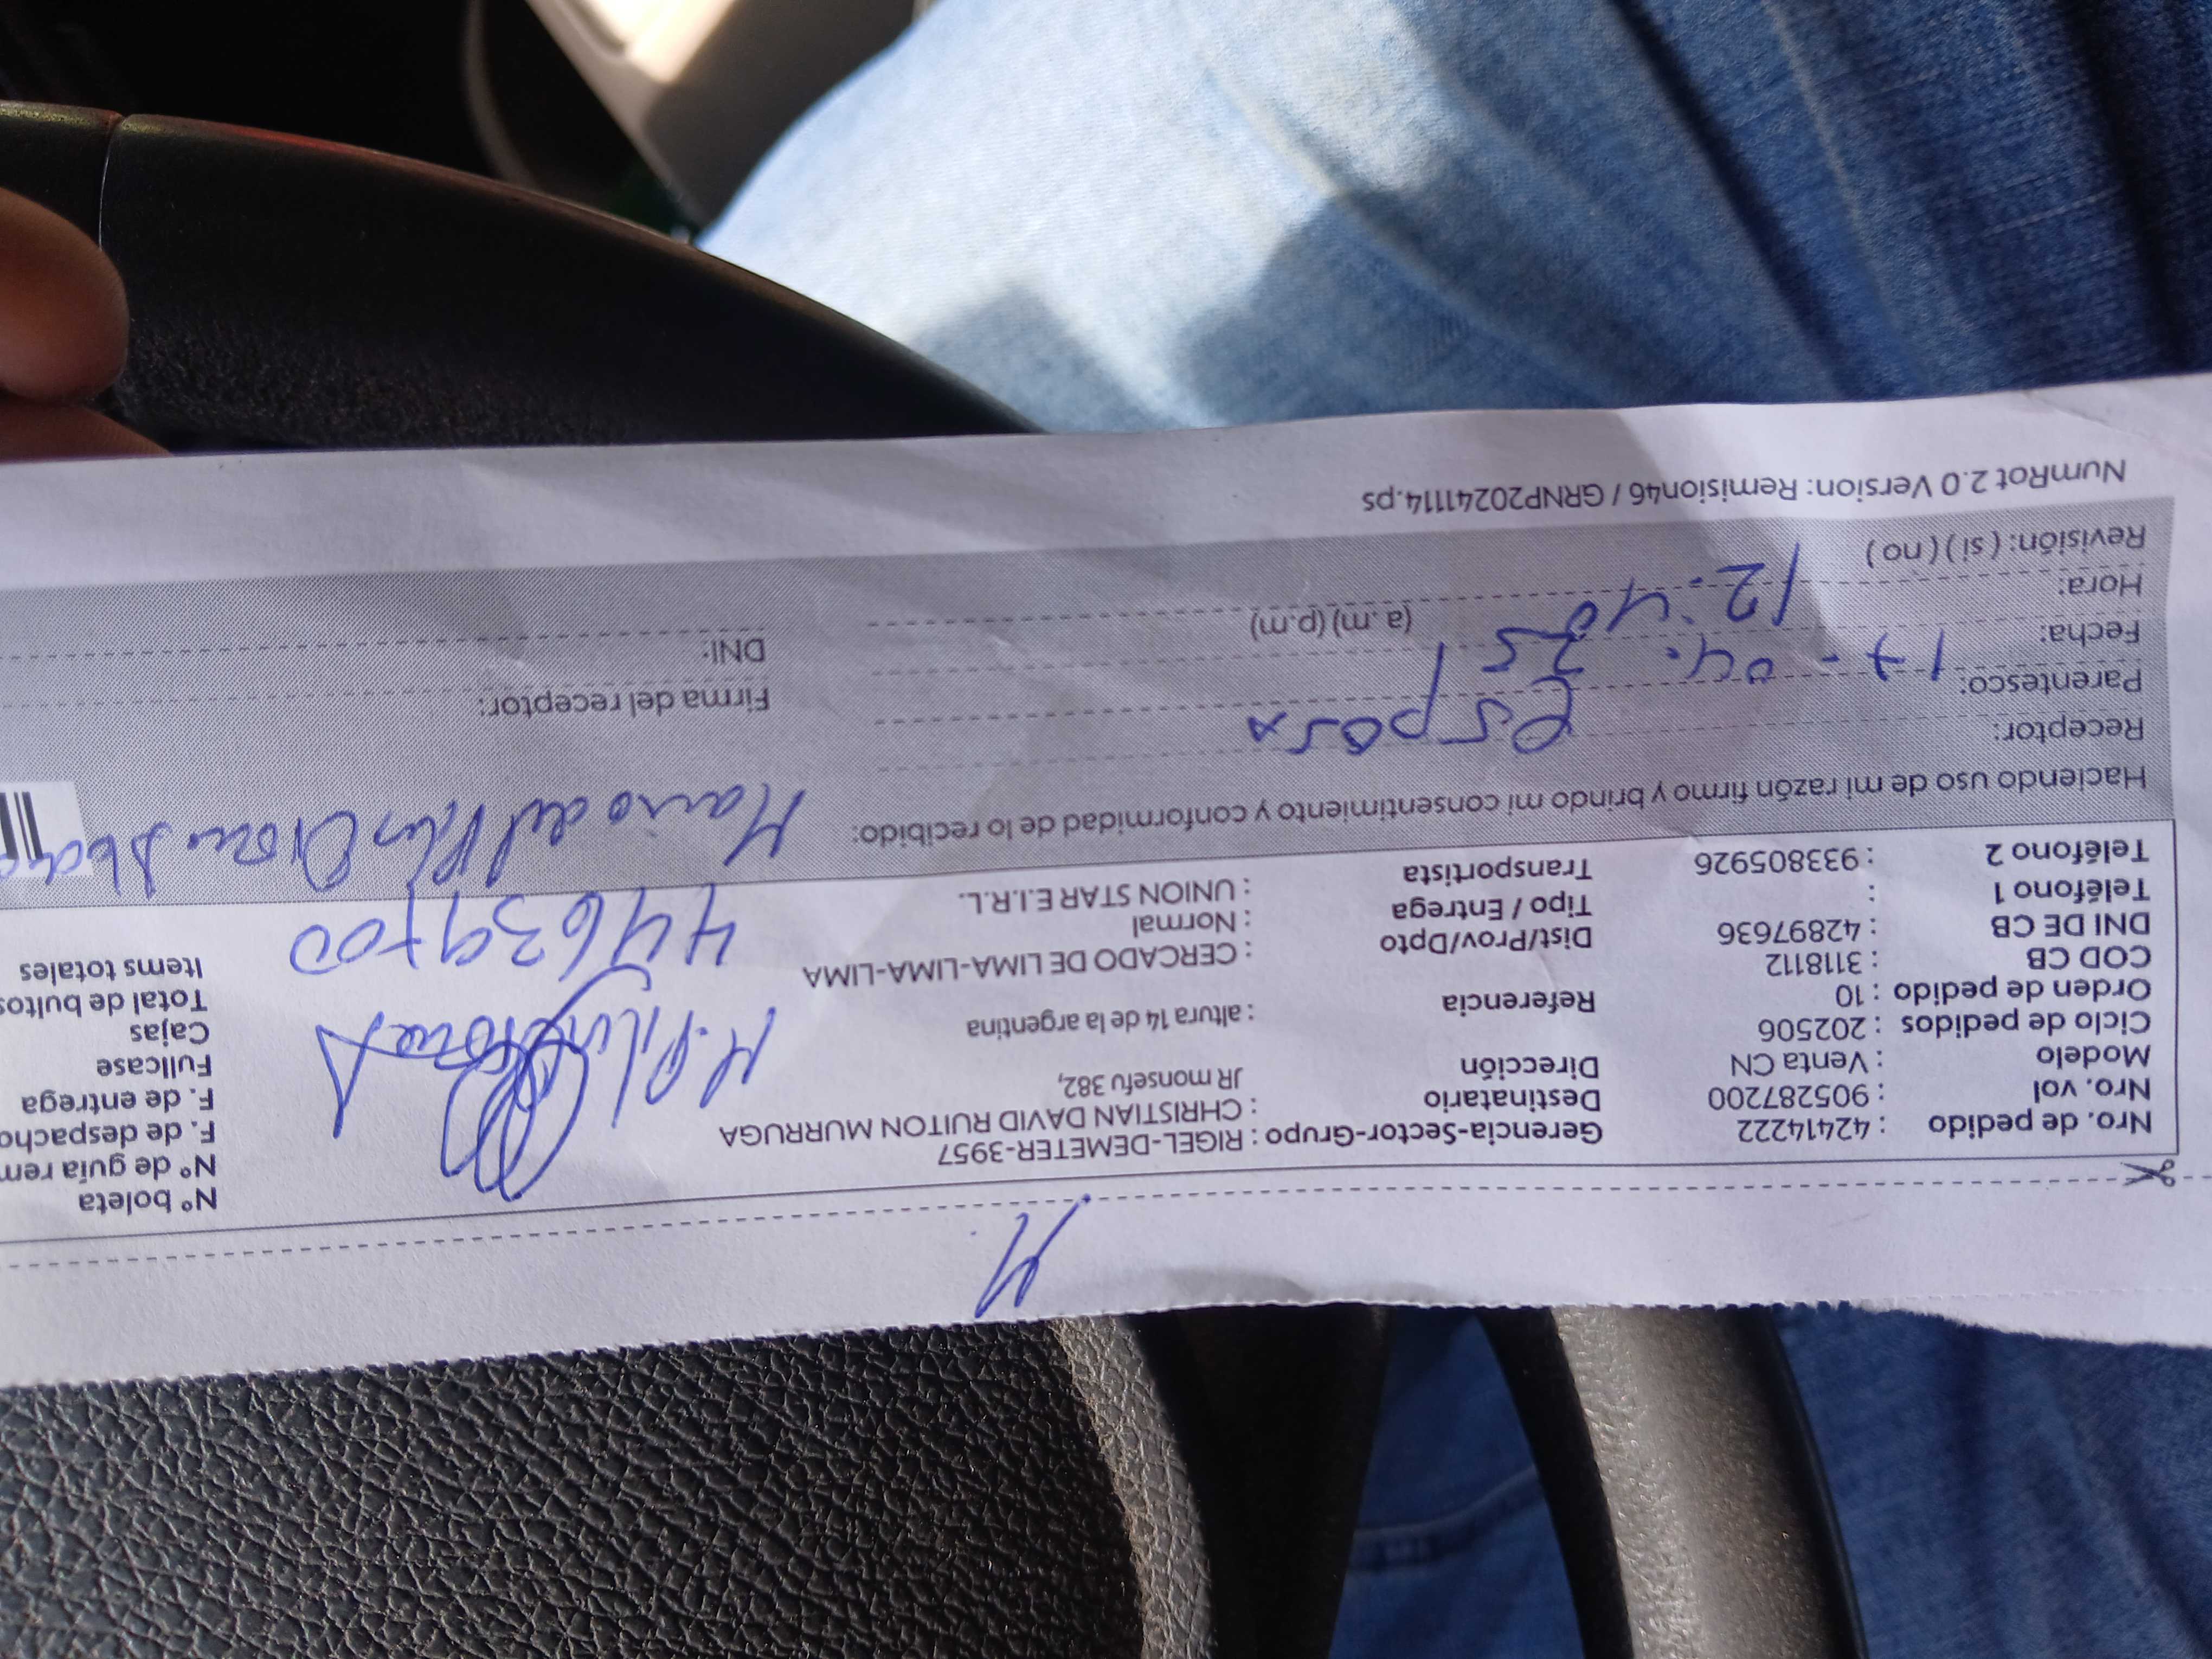 M.
Nro. de pedido : 42414222 Gerencia-Sector-Grupo : RIGEL-DEMETER-3957 N° boleta
Nro. vol : 905287200 Destinatario : CHRISTIAN DAVID RUITON MURRUGA N° de guía rem
Modelo : Venta CN Dirección JR monsefu 382, F. de despacho
Ciclo de pedidos : 202506 F. de entrega
Orden de pedido : 10 Referencia : altura 14 de la argentina Fullcase
COD CB : 3118112 Cajas
DNI DE CB : 42897636 Dist/Prov/Dpto : CERCADO DE LIMA-LIMA-LIMA Total de bultos
Teléfono 1 : Tipo / Entrega : Normal Items totales
Teléfono 2 : 933805926 Transportista : UNION STAR E.I.R.L.
44639700
Haciendo uso de mi razón firmo y brindo mi consentimiento y conformidad de lo recibido:
Receptor:
Parentesco: Esposa Firma del receptor:
Fecha: 17-04.25 DNI:
Hora: 12:40 (a.m) (p.m)
Revisión: ( si ) ( no )
NumRot 2.0 Version: Remision46 / GRNP20241114.ps